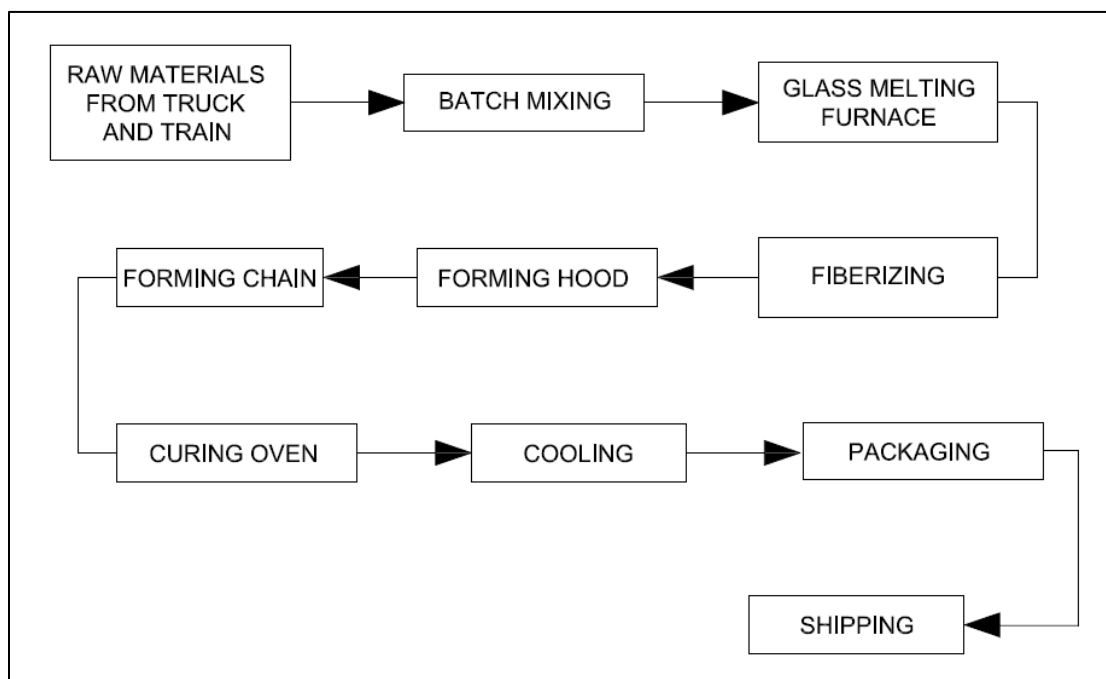 RAW MATERIALS
FROM TRUCK
AND TRAIN
BATCH MIXING
GLASS MELTING
FURNACE
FORMING CHAIN
FORMING HOOD
FIBERIZING
CURING OVEN
COOLING
PACKAGING
SHIPPING